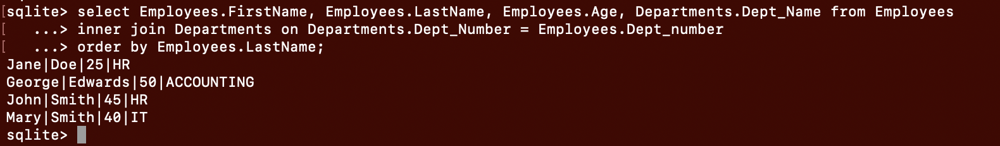 sqlite> select Employees.FirstName, Employees.LastName, Employees.Age, Departments.Dept_Name from Employees
...> inner join Departments on Departments.Dept_Number = Employees.Dept_number
...> order by Employees.LastName;
Jane|Doe|25|HR
George|Edwards|50|ACCOUNTING
John|Smith|45|HR
Mary|Smith|40|IT
sqlite>